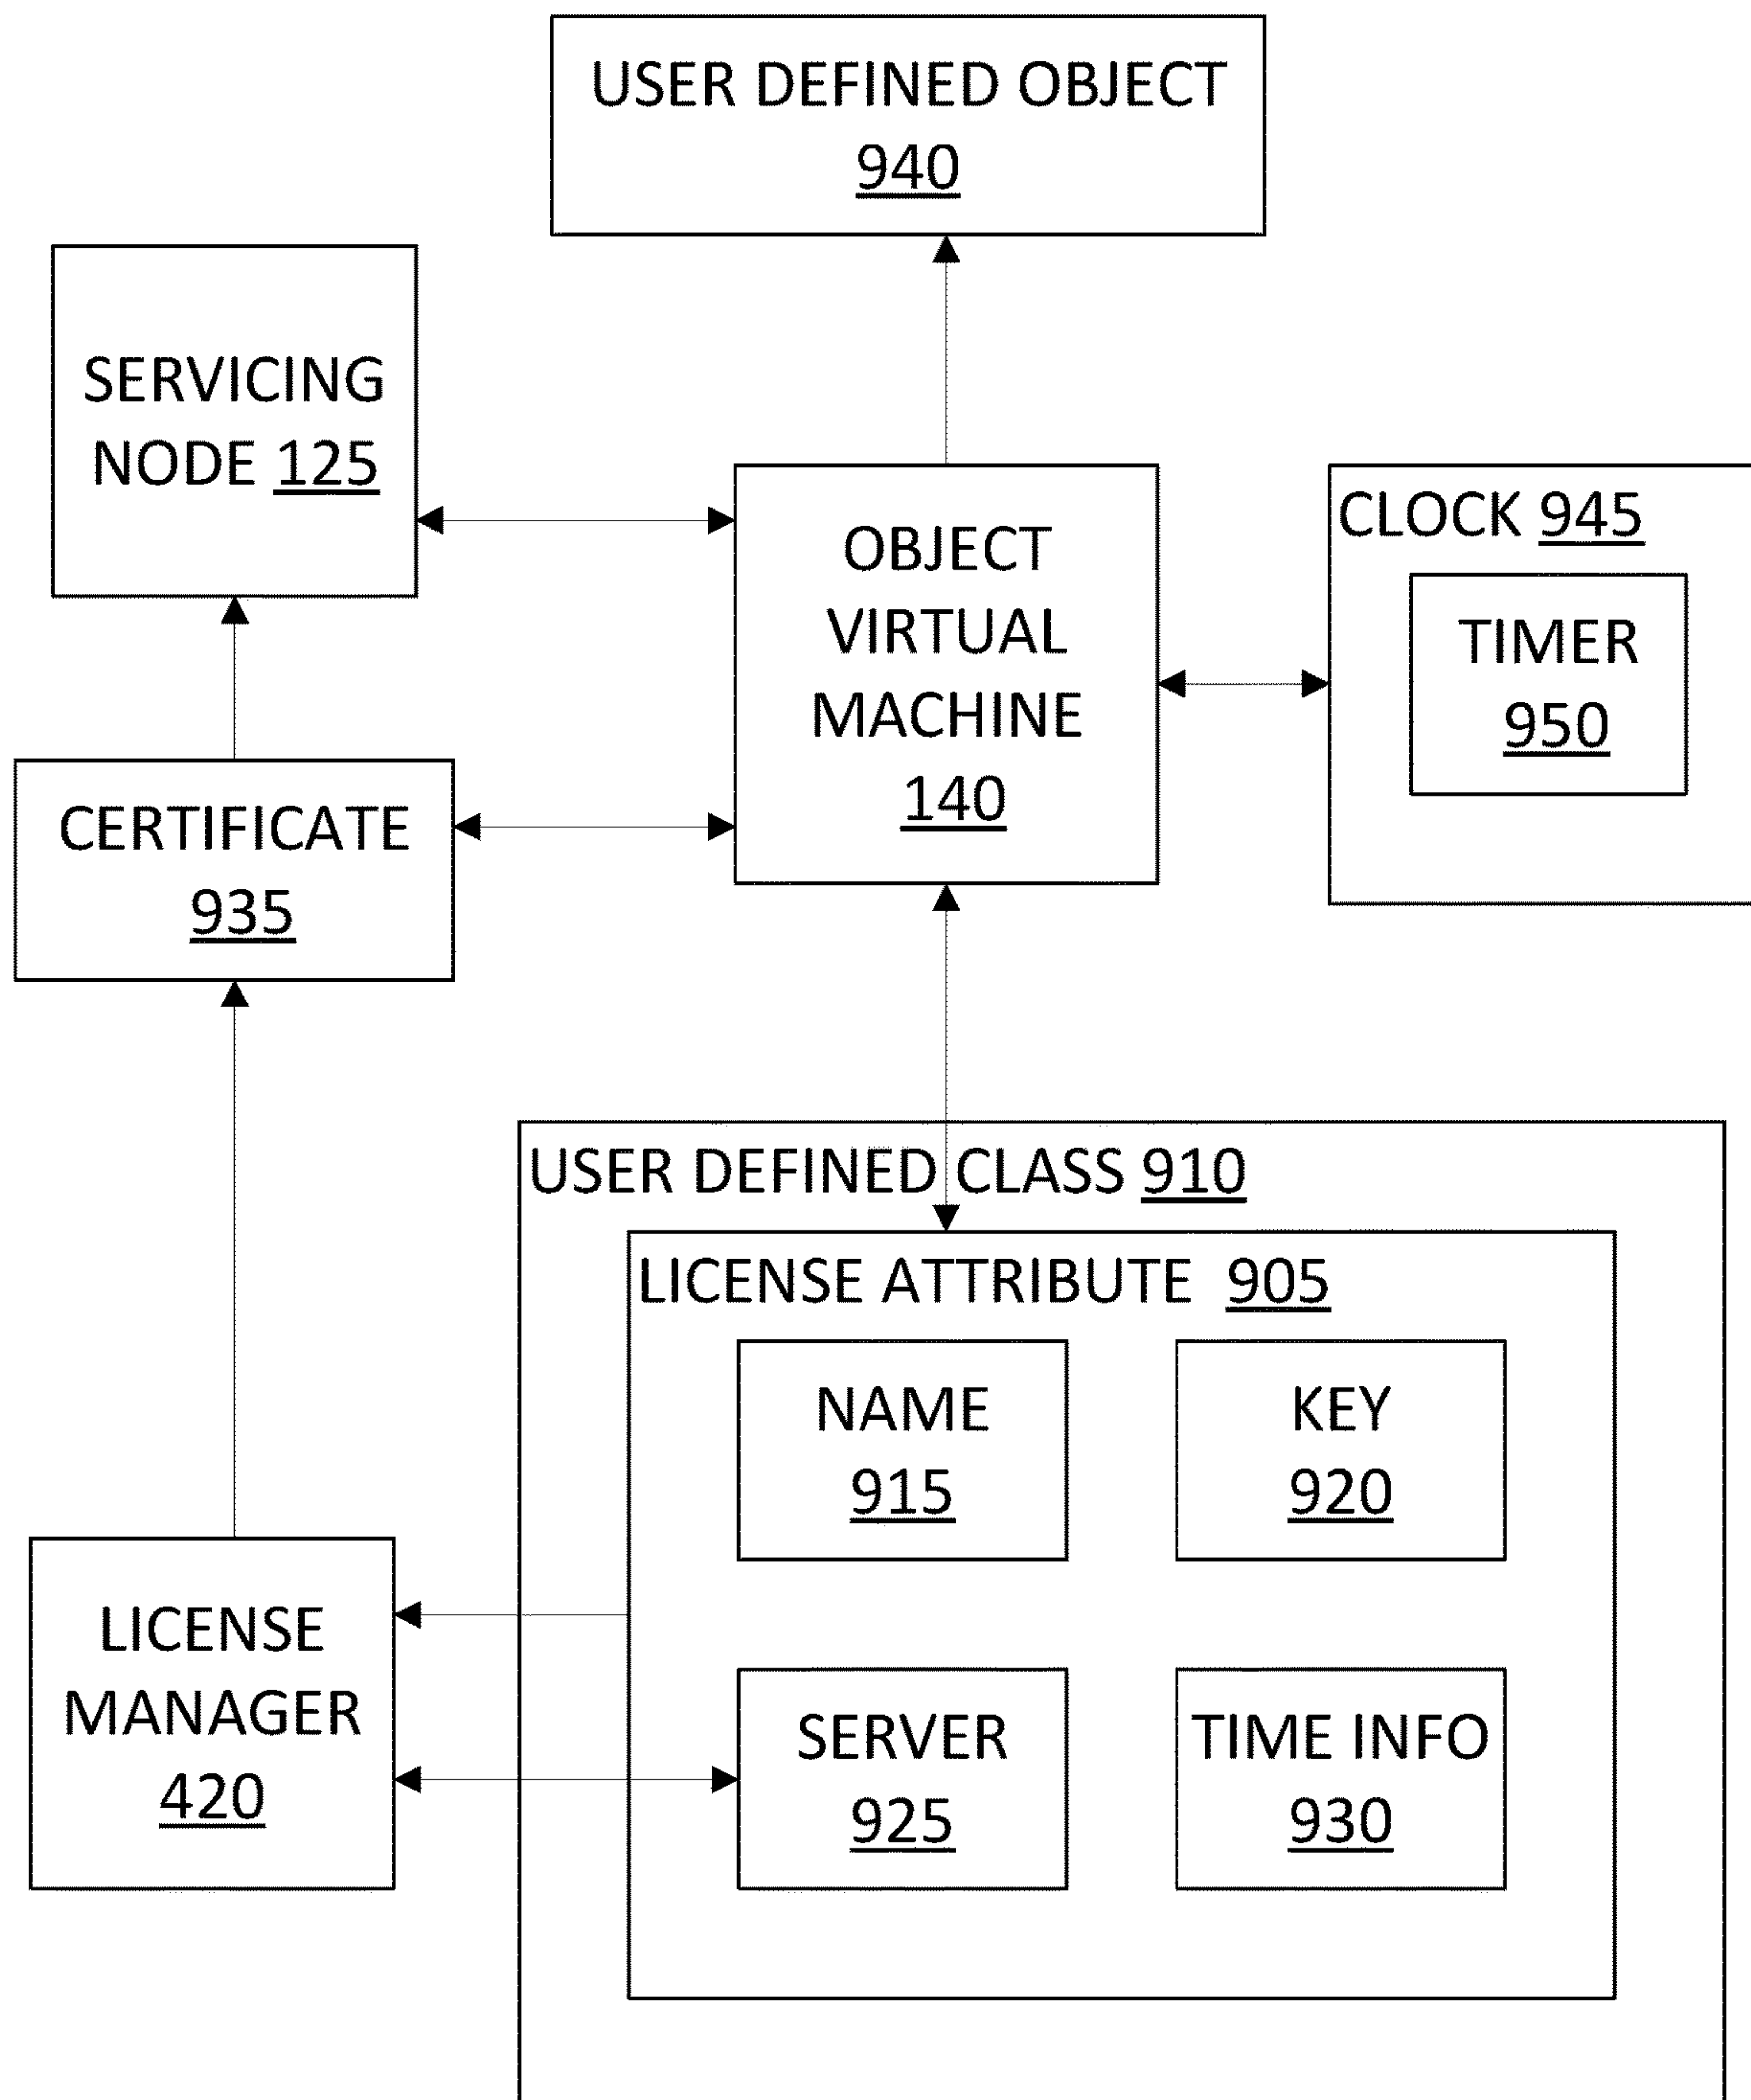 USER DEFINED OBJECT
940
SERVICING
NODE 125
OBJECT
VIRTUAL
MACHINE
140
CLOCK 945
TIMER
950
CERTIFICATE
935
USER DEFINED CLASS 910
LICENSE ATTRIBUTE 905
NAME
915
KEY
920
LICENSE
MANAGER
420
SERVER
925
TIME INFO
930